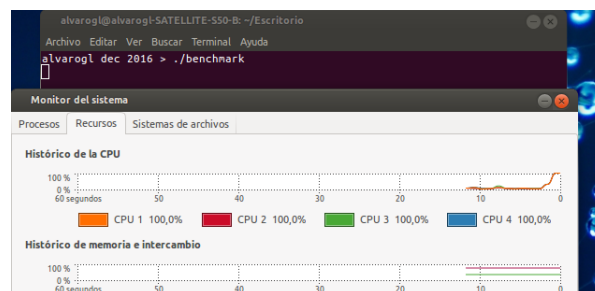 alvarogl@alvarogl-SATELLITE-S50-B: ~/Escritorio
Archivo Editar Ver Buscar Terminal Ayuda
alvarogl dec 2016 > ./benchmark
Monitor del sistema
Procesos Recursos Sistemas de archivos
Histórico de la CPU
100 %
0 %
60 segundos 50 40 30 20 10 0
CPU 1 100,0% CPU 2 100,0% CPU 3 100,0% CPU 4 100,0%
Histórico de memoria e intercambio
100 %
0 %
60 segundos 50 40 30 20 10 0